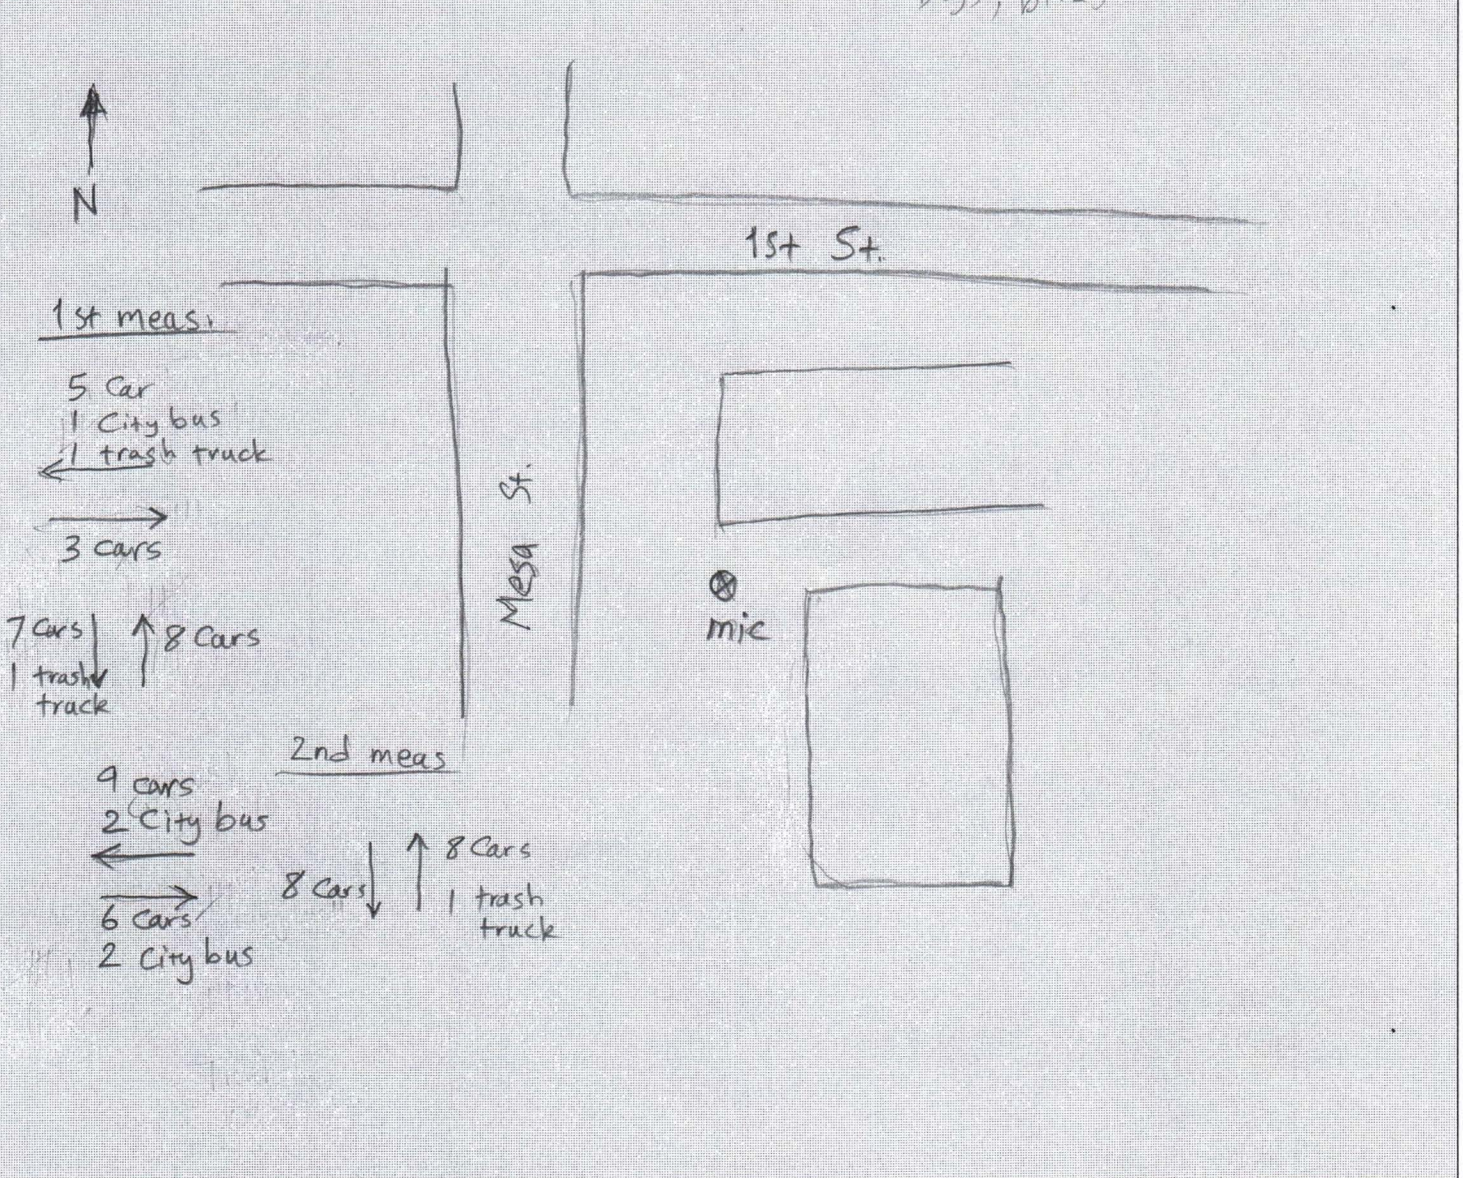 N
1st St.
1st meas.
5 Car
1 City bus
1 trash truck
3 Cars
Mesa St.
mic
7 Cars
1 trash
truck
8 Cars
2nd meas
9 cars
2 City bus
6 Cars
2 City bus
8 Cars
8 Cars
1 trash
truck